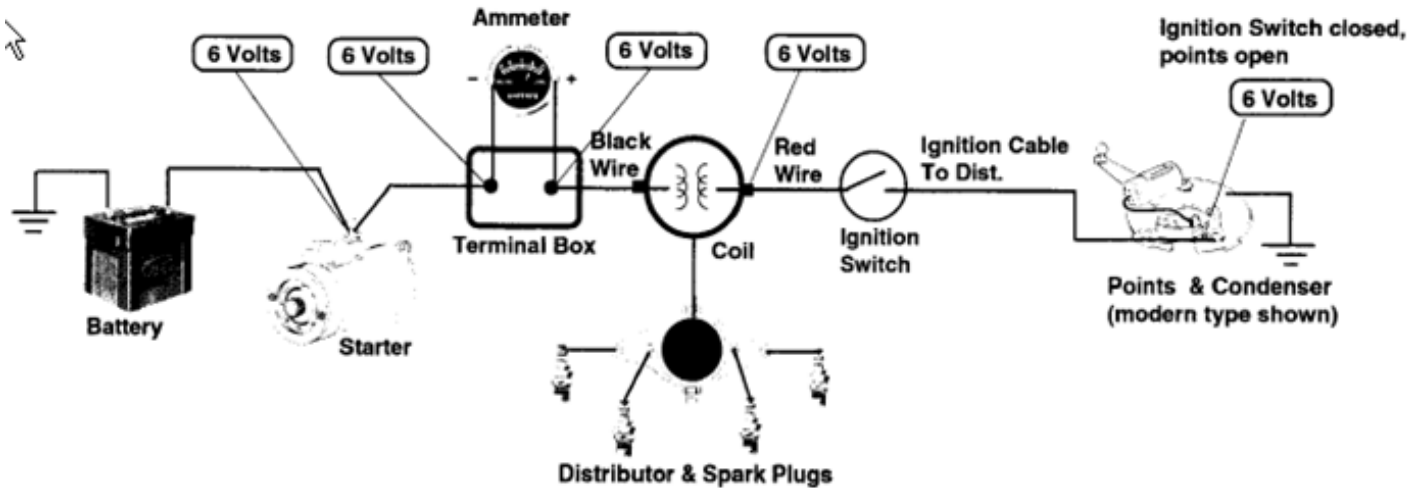 Ammeter
Ignition Switch closed,
points open
6 Volts
6 Volts
6 Volts
6 Volts
6 Volts
- +
Black
Wire
Red
Wire
Ignition Cable
To Dist.
Terminal Box
Coil
Ignition
Switch
Points & Condenser
(modern type shown)
Battery
Starter
Distributor & Spark Plugs